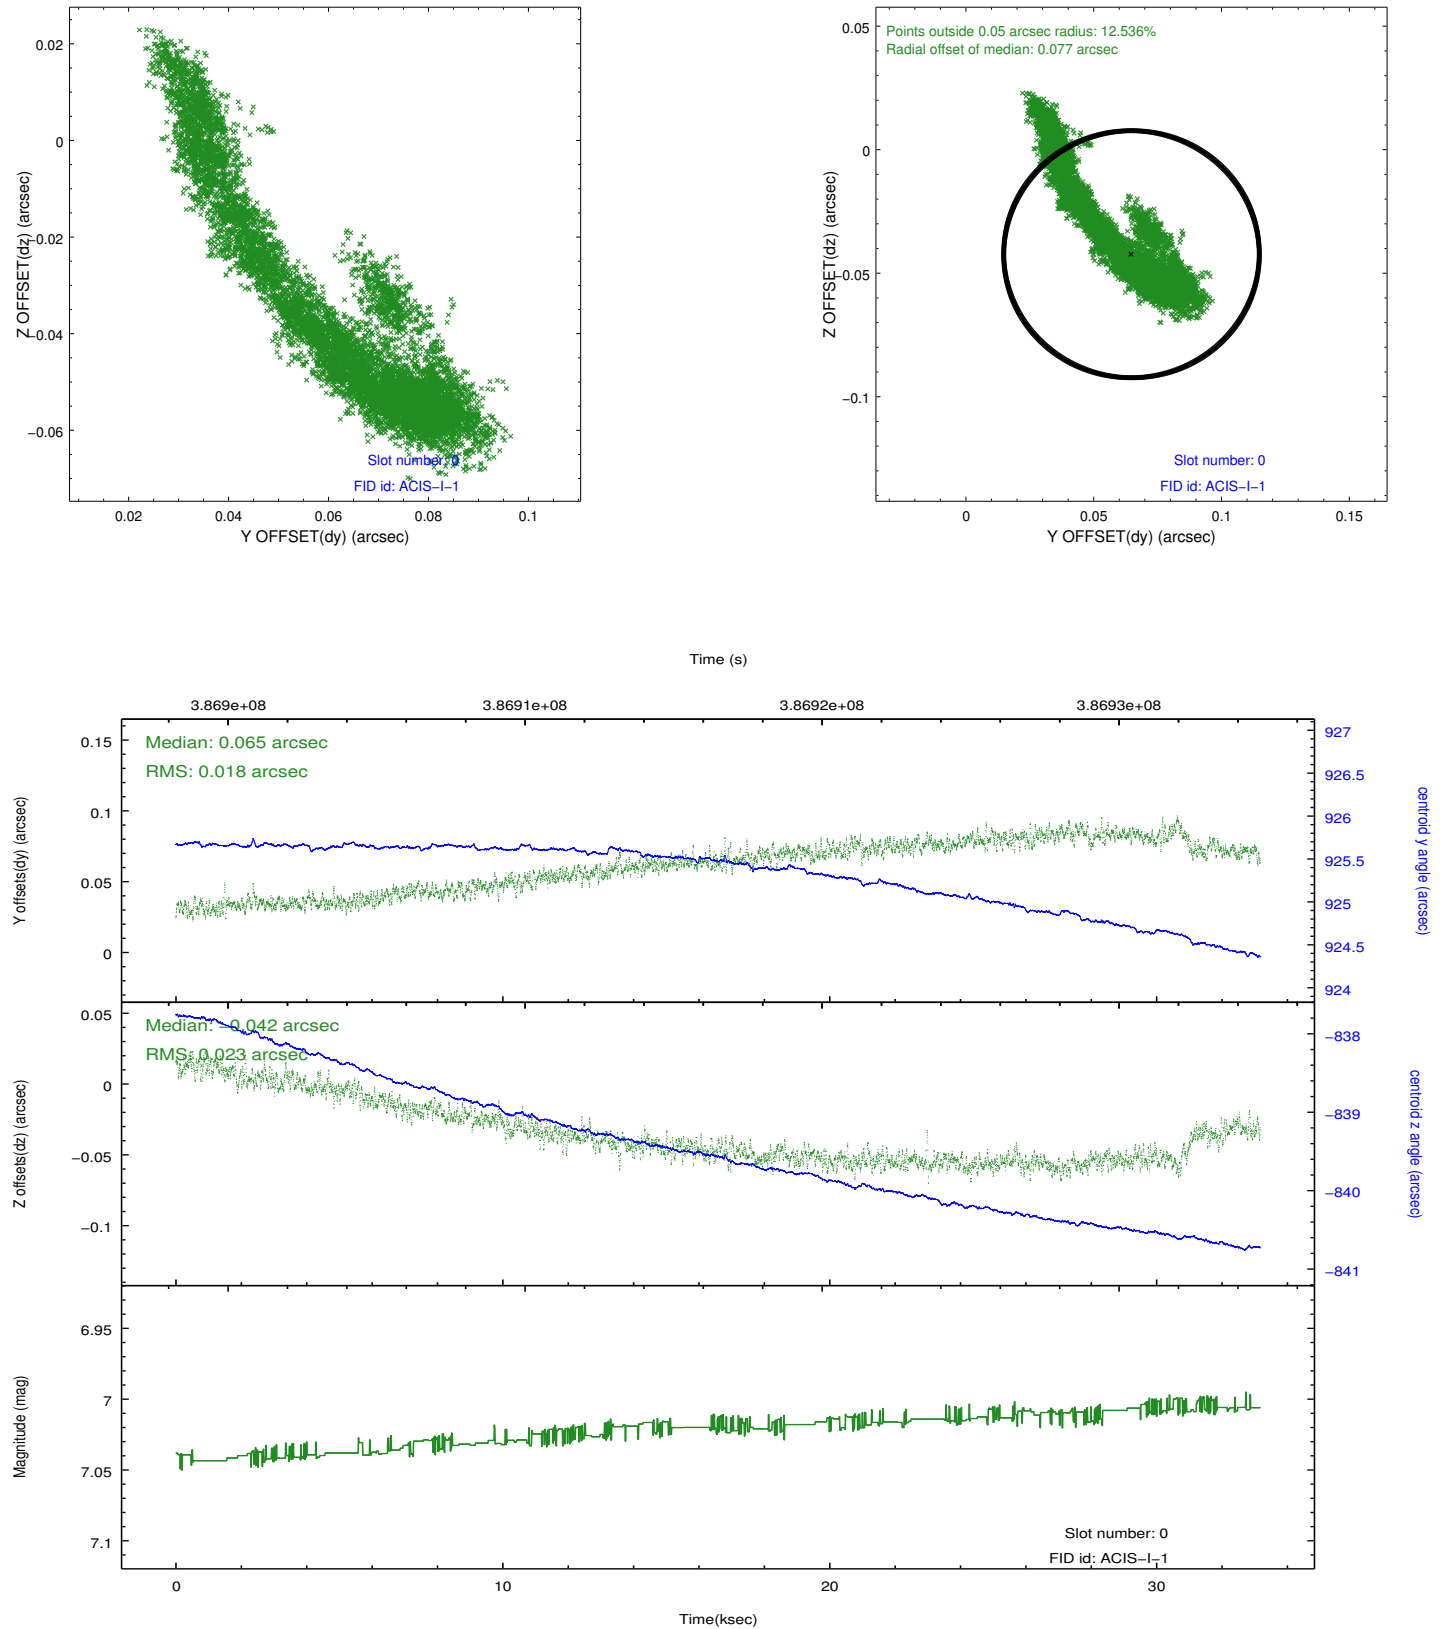 0.02
0
−0.02
−0.04
−0.06
Z OFFSET(dz) (arcsec)
Slot number: 0
FID id: ACIS−I−1
0.02 0.04 0.06 0.08 0.1
Y OFFSET(dy) (arcsec)
Points outside 0.05 arcsec radius: 12.536%
Radial offset of median: 0.077 arcsec
0.05
0
−0.05
−0.1
Z OFFSET(dz) (arcsec)
Slot number: 0
FID id: ACIS−I−1
0 0.05 0.1 0.15
Y OFFSET(dy) (arcsec)
Time (s)
3.869e+08 3.8691e+08 3.8692e+08 3.8693e+08
Median: 0.065 arcsec
RMS: 0.018 arcsec
0.15
0.1
0.05
0
Y offsets(dy) (arcsec)
927
926.5
926
925.5
925
924.5
924
centroid y angle (arcsec)
Median: −0.042 arcsec
RMS: 0.023 arcsec
0.05
0
−0.05
−0.1
Z offsets(dz) (arcsec)
−838
−839
−840
−841
centroid z angle (arcsec)
6.95
7
7.05
7.1
Magnitude (mag)
Slot number: 0
FID id: ACIS−I−1
0 10 20 30
Time(ksec)